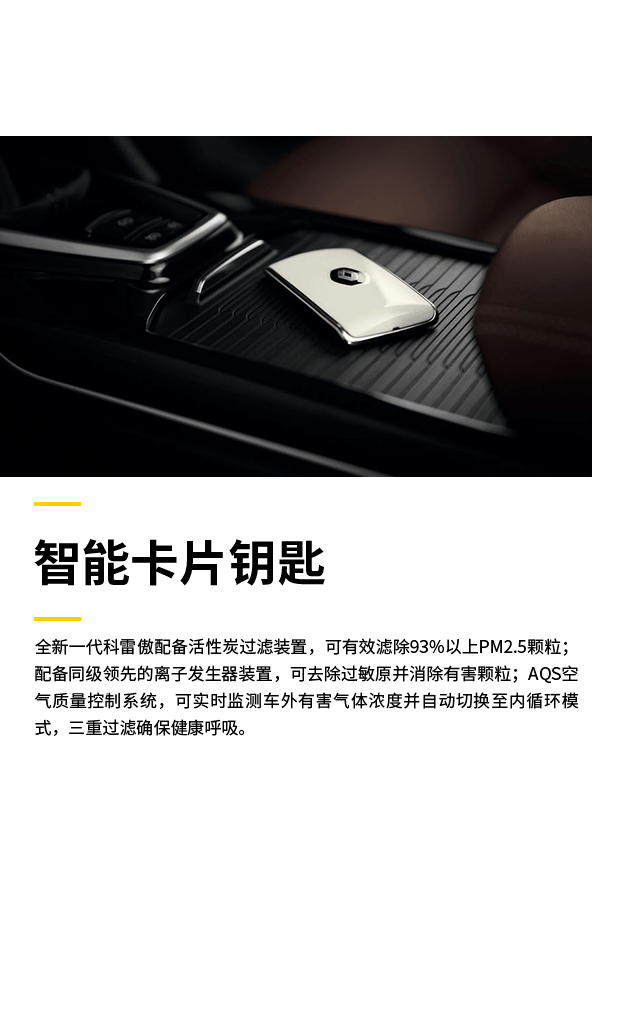 智能卡片钥匙
全新一代科雷傲配备活性炭过滤装置，可有效滤除93%以上PM2.5颗粒；
配备同级领先的离子发生器装置，可去除过敏原并消除有害颗粒；AQS空
气质量控制系统，可实时监测车外有害气体浓度并自动切换至内循环模
式，三重过滤确保健康呼吸。